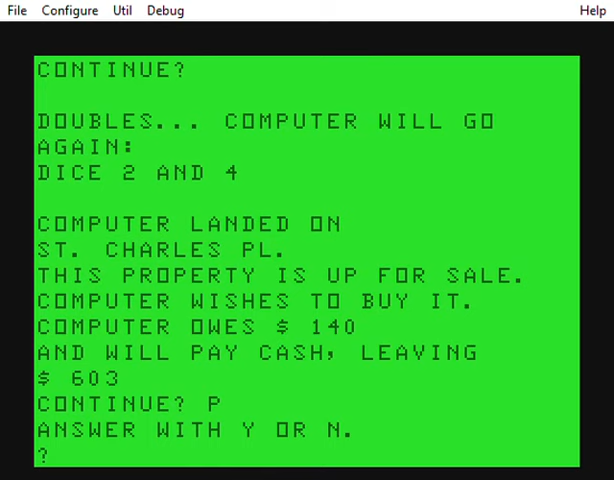 File Configure Util Debug Help
CONTINUE?
DOUBLES... COMPUTER WILL GO
AGAIN:
DICE 2 AND 4
COMPUTER LANDED ON
ST. CHARLES PL.
THIS PROPERTY IS UP FOR SALE.
COMPUTER WISHES TO BUY IT.
COMPUTER OWES $ 140
AND WILL PAY CASH, LEAVING
$ 603
CONTINUE? P
ANSWER WITH Y OR N.
?